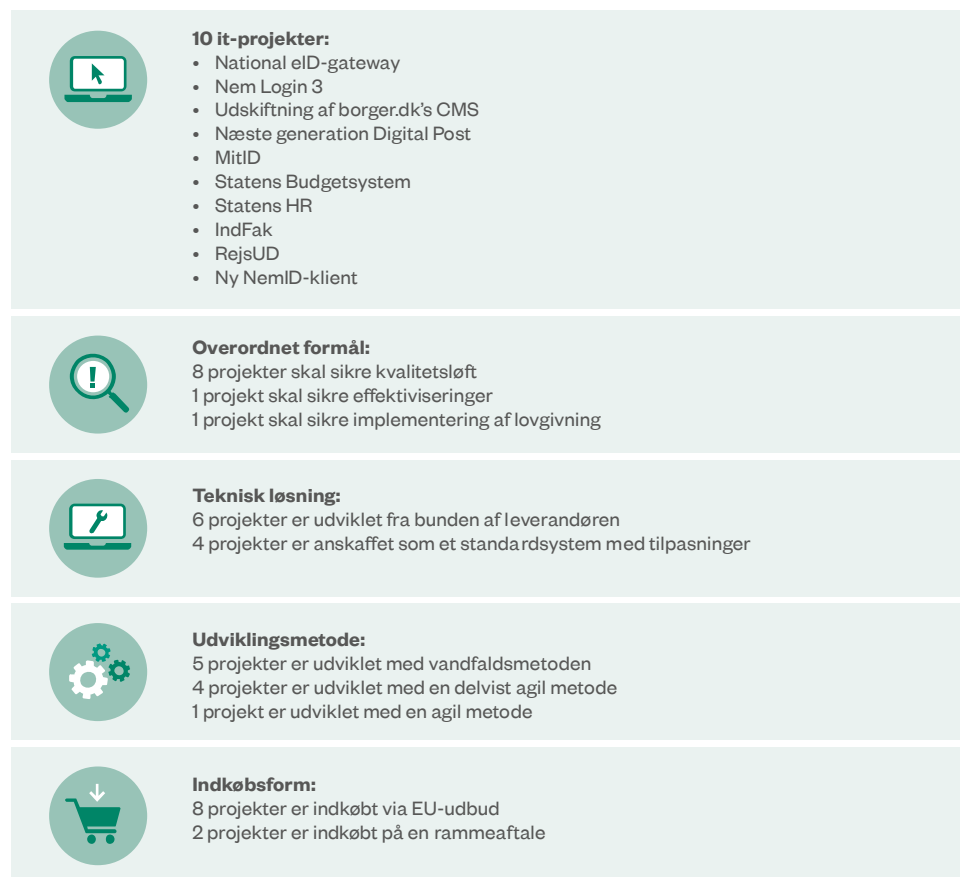 10 it-projekter:
• National eID-gateway
• Nem Login 3
• Udskiftning af borger.dk's CMS
• Næste generation Digital Post
• MitID
• Statens Budgetsystem
• Statens HR
• IndFak
• RejsUD
• Ny NemID-klient
Overordnet formål:
8 projekter skal sikre kvalitetsløft
1 projekt skal sikre effektiviseringer
1 projekt skal sikre implementering af lovgivning
Teknisk løsning:
6 projekter er udviklet fra bunden af leverandøren
4 projekter er anskaffet som et standardsystem med tilpasninger
Udviklingsmetode:
5 projekter er udviklet med vandfaldsmetoden
4 projekter er udviklet med en delvist agil metode
1 projekt er udviklet med en agil metode
Indkøbsform:
8 projekter er indkøbt via EU-udbud
2 projekter er indkøbt på en rammeaftale